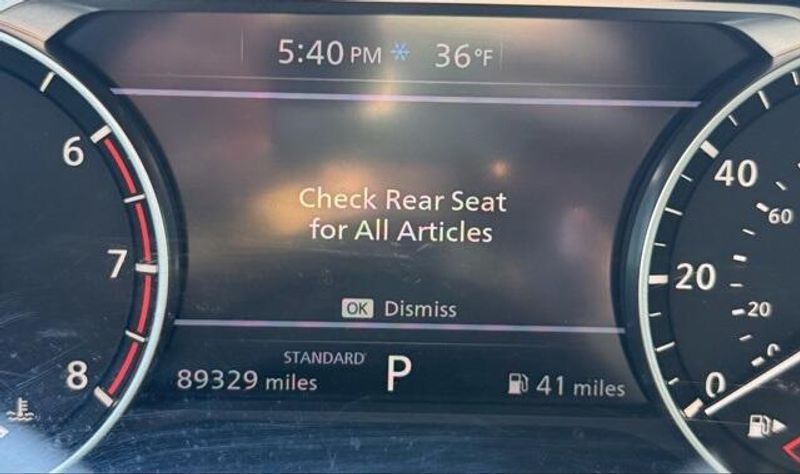 5:40 PM 36°F
Check Rear Seat
for All Articles
OK Dismiss
STANDARD
89329 miles P 41 miles
6
7
8
40
60
20
20
0
0